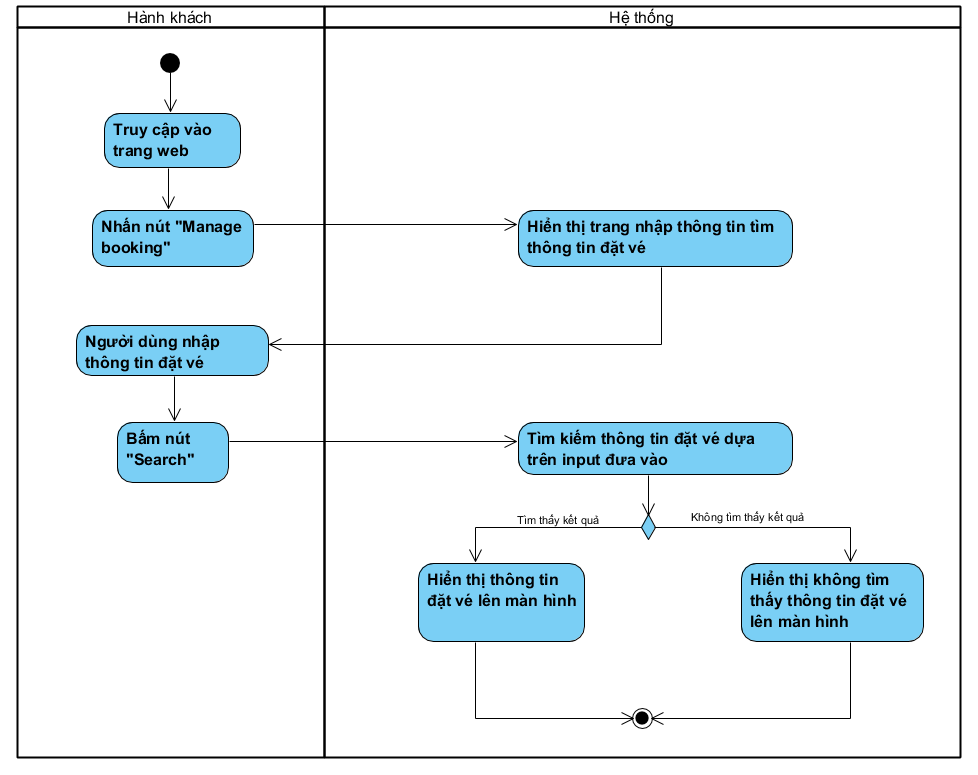 Hành khách
Hệ thống
Truy cập vào
trang web
Nhấn nút "Manage
booking"
Hiển thị trang nhập thông tin tìm
thông tin đặt vé
Người dùng nhập
thông tin đặt vé
Bấm nút
"Search"
Tìm kiếm thông tin đặt vé dựa
trên input đưa vào
Tìm thấy kết quả
Không tìm thấy kết quả
Hiển thị thông tin
đặt vé lên màn hình
Hiển thị không tìm
thấy thông tin đặt vé
lên màn hình